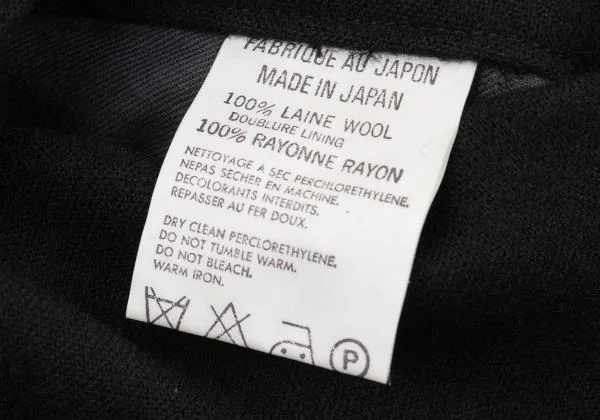 FABRIQUE AU JAPON
MADE IN JAPAN
100% LAINE WOOL
DOUBLURE LINING
100% RAYONNE RAYON
NETTOYAGE A SEC PERCHLORETHYLENE.
NEPAS SECHER EN MACHINE.
DECOLORANTS INTERDITS.
REPASSER AU FER DOUX.
DRY CLEAN PERCLORETHYLENE.
DO NOT TUMBLE WARM.
DO NOT BLEACH.
WARM IRON.
P